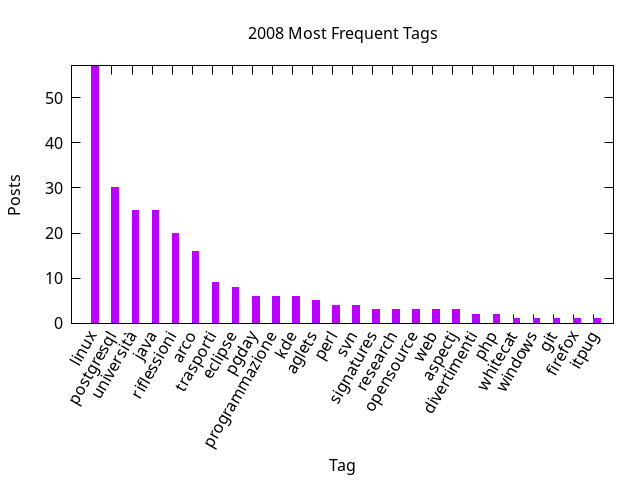 2008 Most Frequent Tags
Posts
50
40
30
20
10
0
linux
postgresql
università
java
riflessioni
arco
trasporti
eclipse
pgday
programmazione
kde
aglets
perl
svn
signatures
research
opensource
web
aspectj
divertimenti
php
whitecat
windows
git
firefox
itpug
Tag